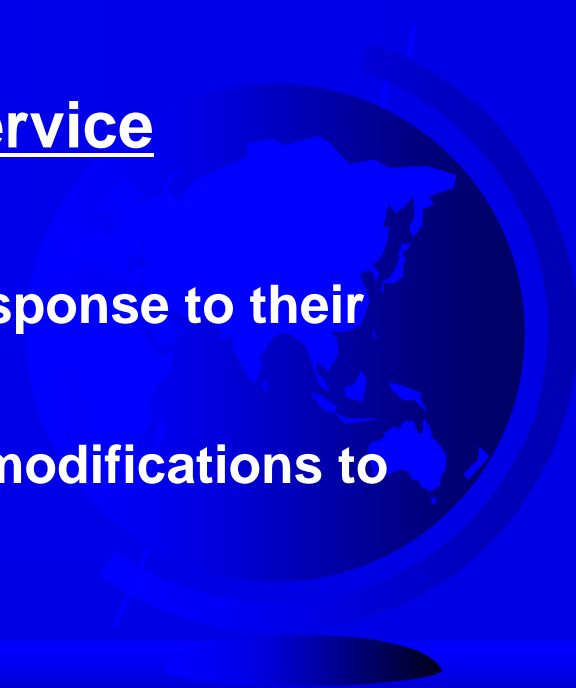 ervice
sponse to their
modifications to